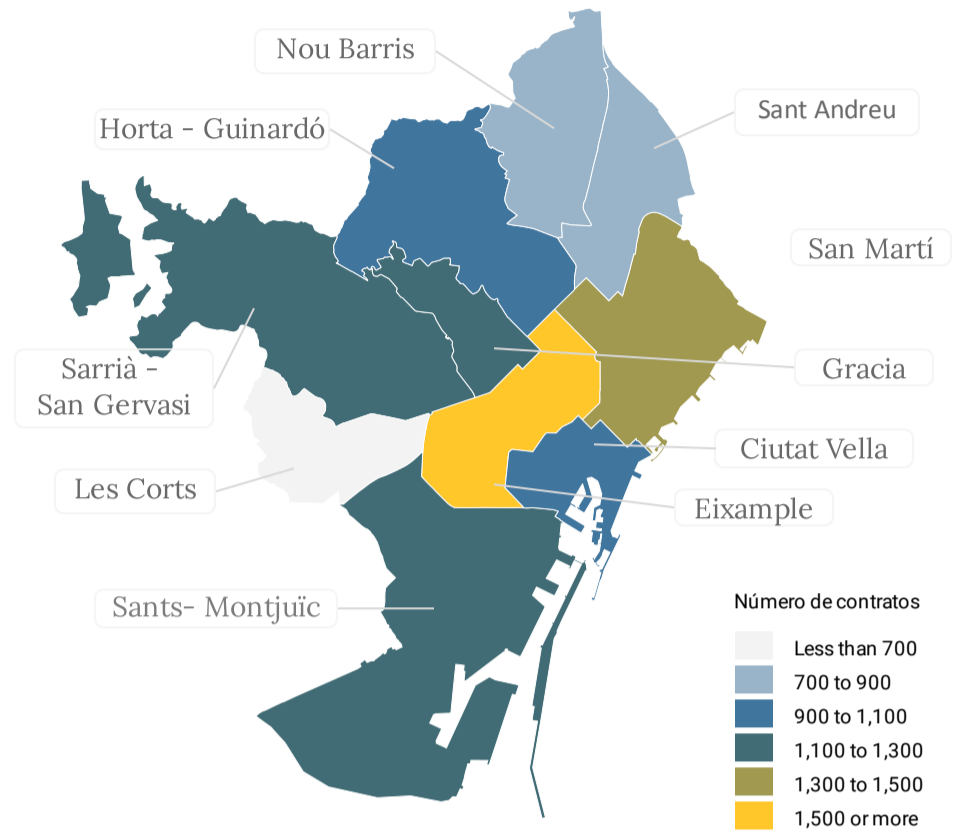 Nou Barris
Sant Andreu
Horta - Guinardó
San Martí
Sarrià -
San Gervasi
Gracia
Ciutat Vella
Les Corts
Eixample
Sants- Montjuïc
Número de contratos
Less than 700
700 to 900
900 to 1,100
1,100 to 1,300
1,300 to 1,500
1,500 or more